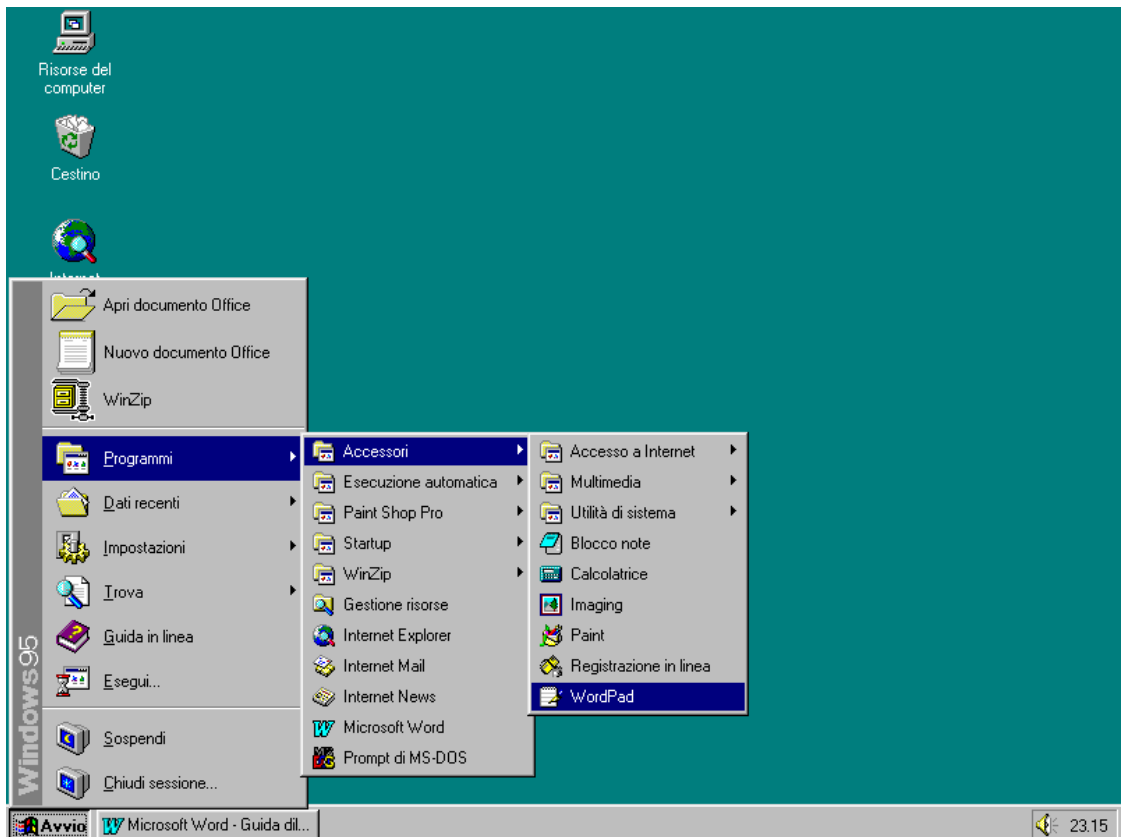 Risorse del
computer
Cestino
Internet
Apri documento Office
Nuovo documento Office
WinZip
Programmi
Dati recenti
Impostazioni
Trova
Guida in linea
Esegui...
Sospendi
Chiudi sessione...
Windows95
Accessori
Esecuzione automatica
Paint Shop Pro
Startup
WinZip
Gestione risorse
Internet Explorer
Internet Mail
Internet News
Microsoft Word
Prompt di MS-DOS
Accesso a Internet
Multimedia
Utilità di sistema
Blocco note
Calcolatrice
Imaging
Paint
Registrazione in linea
WordPad
Avvio
Microsoft Word - Guida dil...
23.15